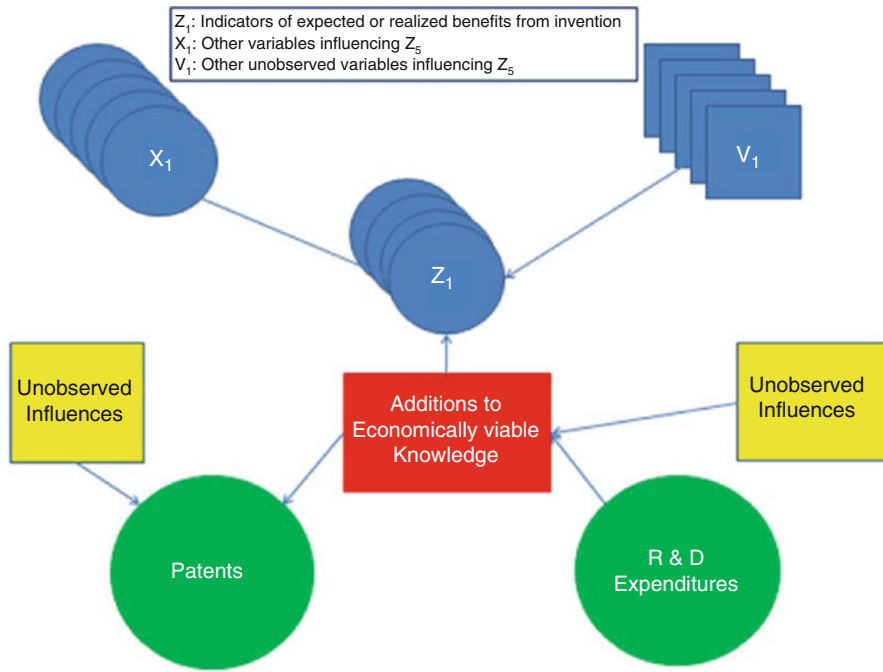 Z1: Indicators of expected or realized benefits from invention
X1: Other variables influencing Z5
V1: Other unobserved variables influencing Z5
X1
V1
Z1
Unobserved
Influences
Additions to
Economically viable
Knowledge
Unobserved
Influences
Patents
R & D
Expenditures